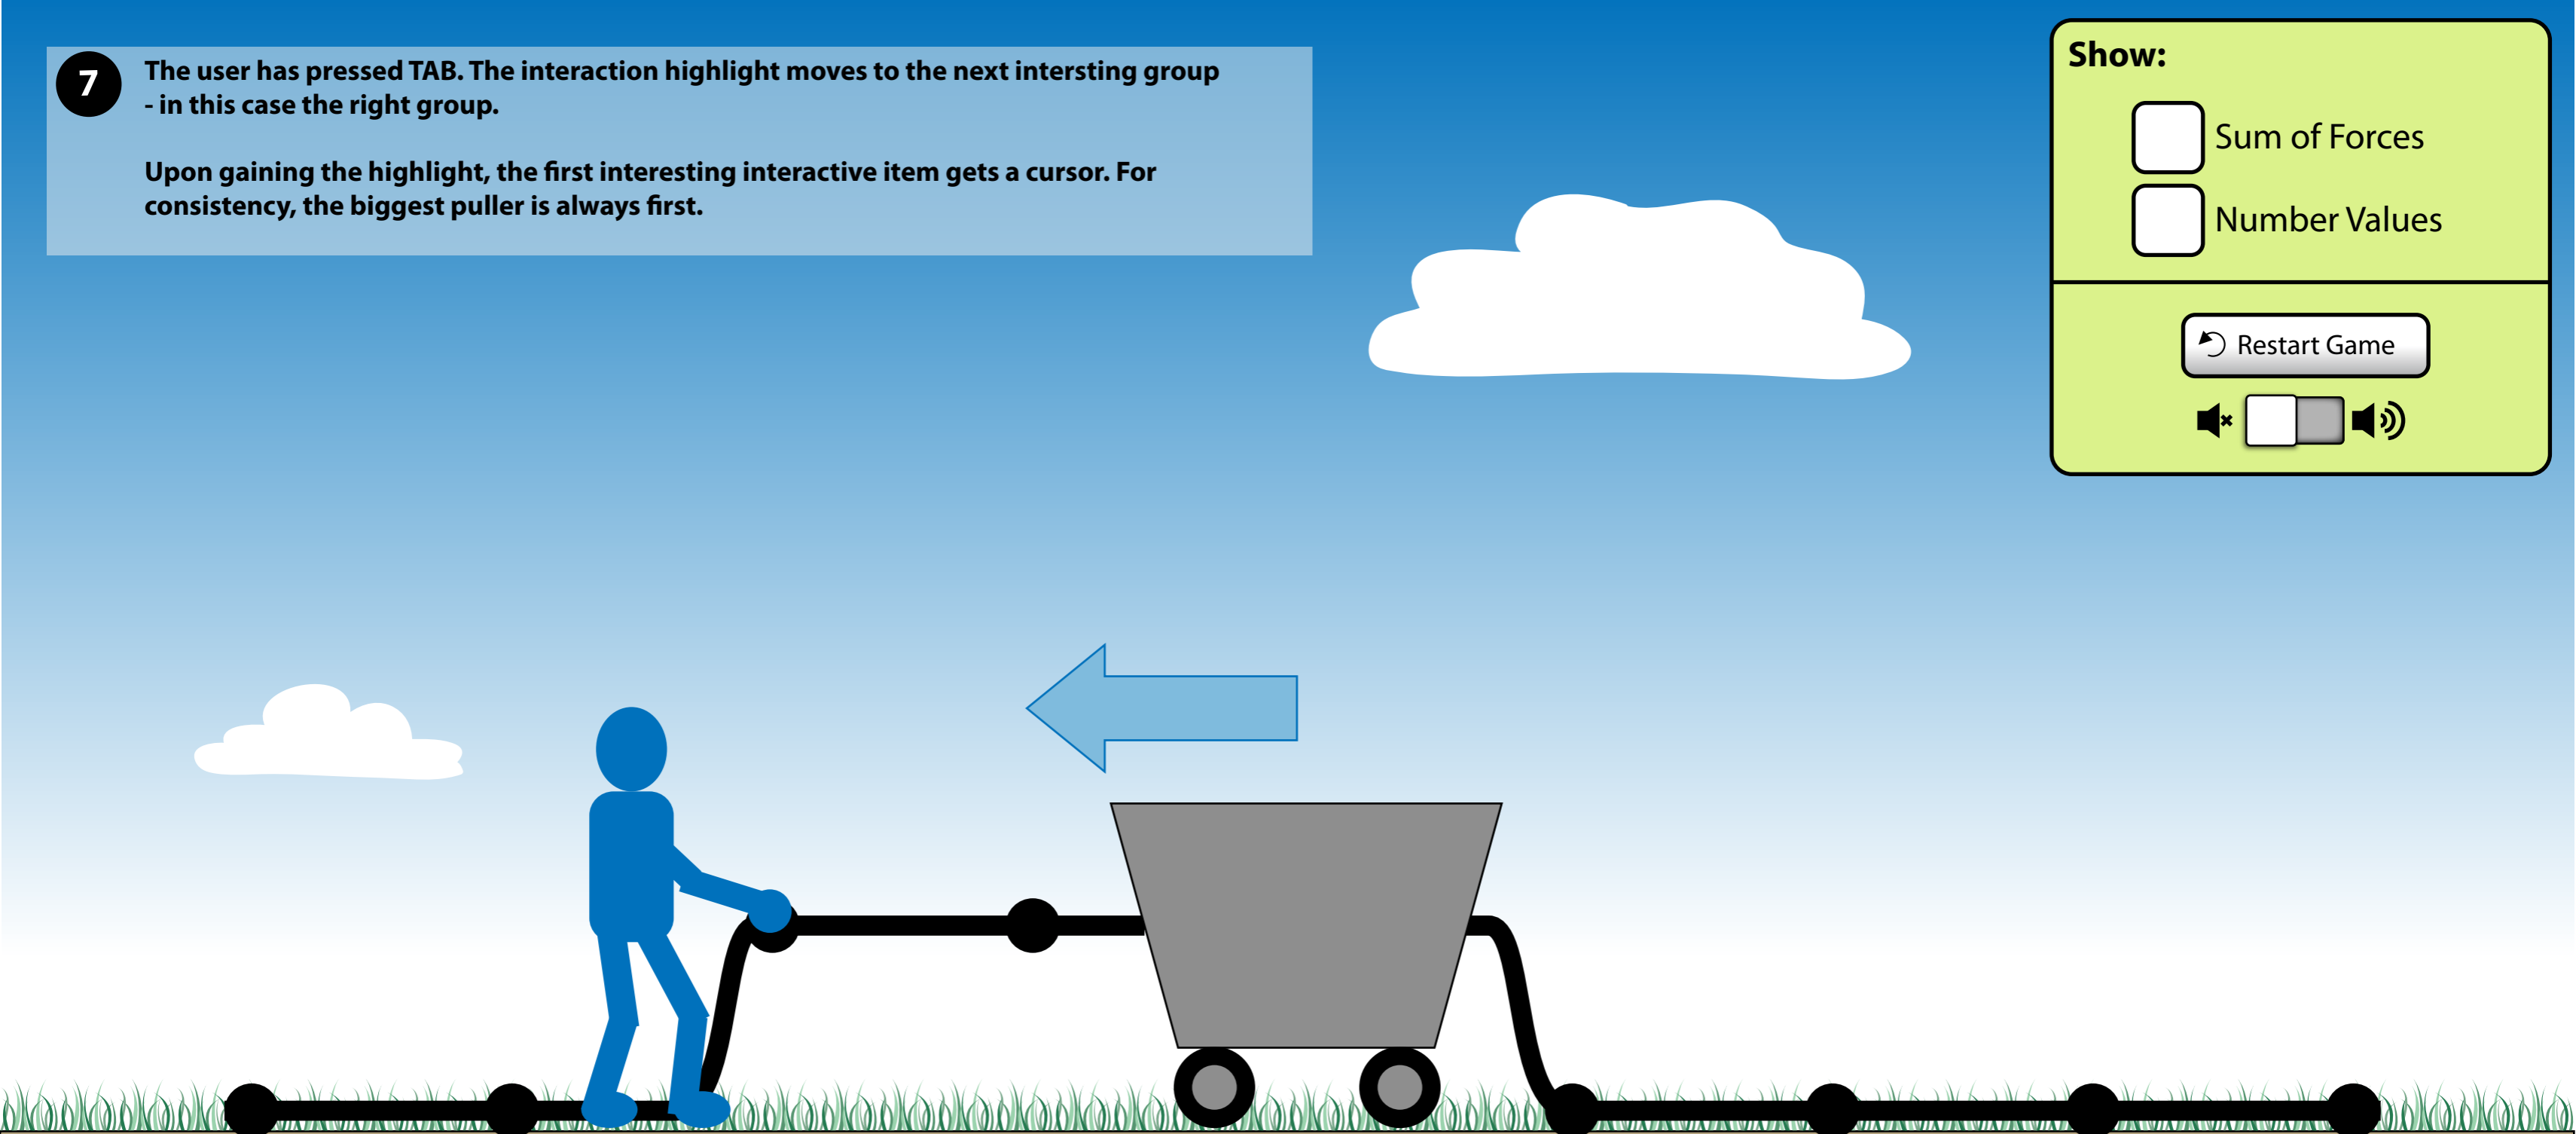 7
The user has pressed TAB. The interaction highlight moves to the next intersting group
- in this case the right group.
Upon gaining the highlight, the first interesting interactive item gets a cursor. For
consistency, the biggest puller is always first.
Show:
Sum of Forces
Number Values
Restart Game